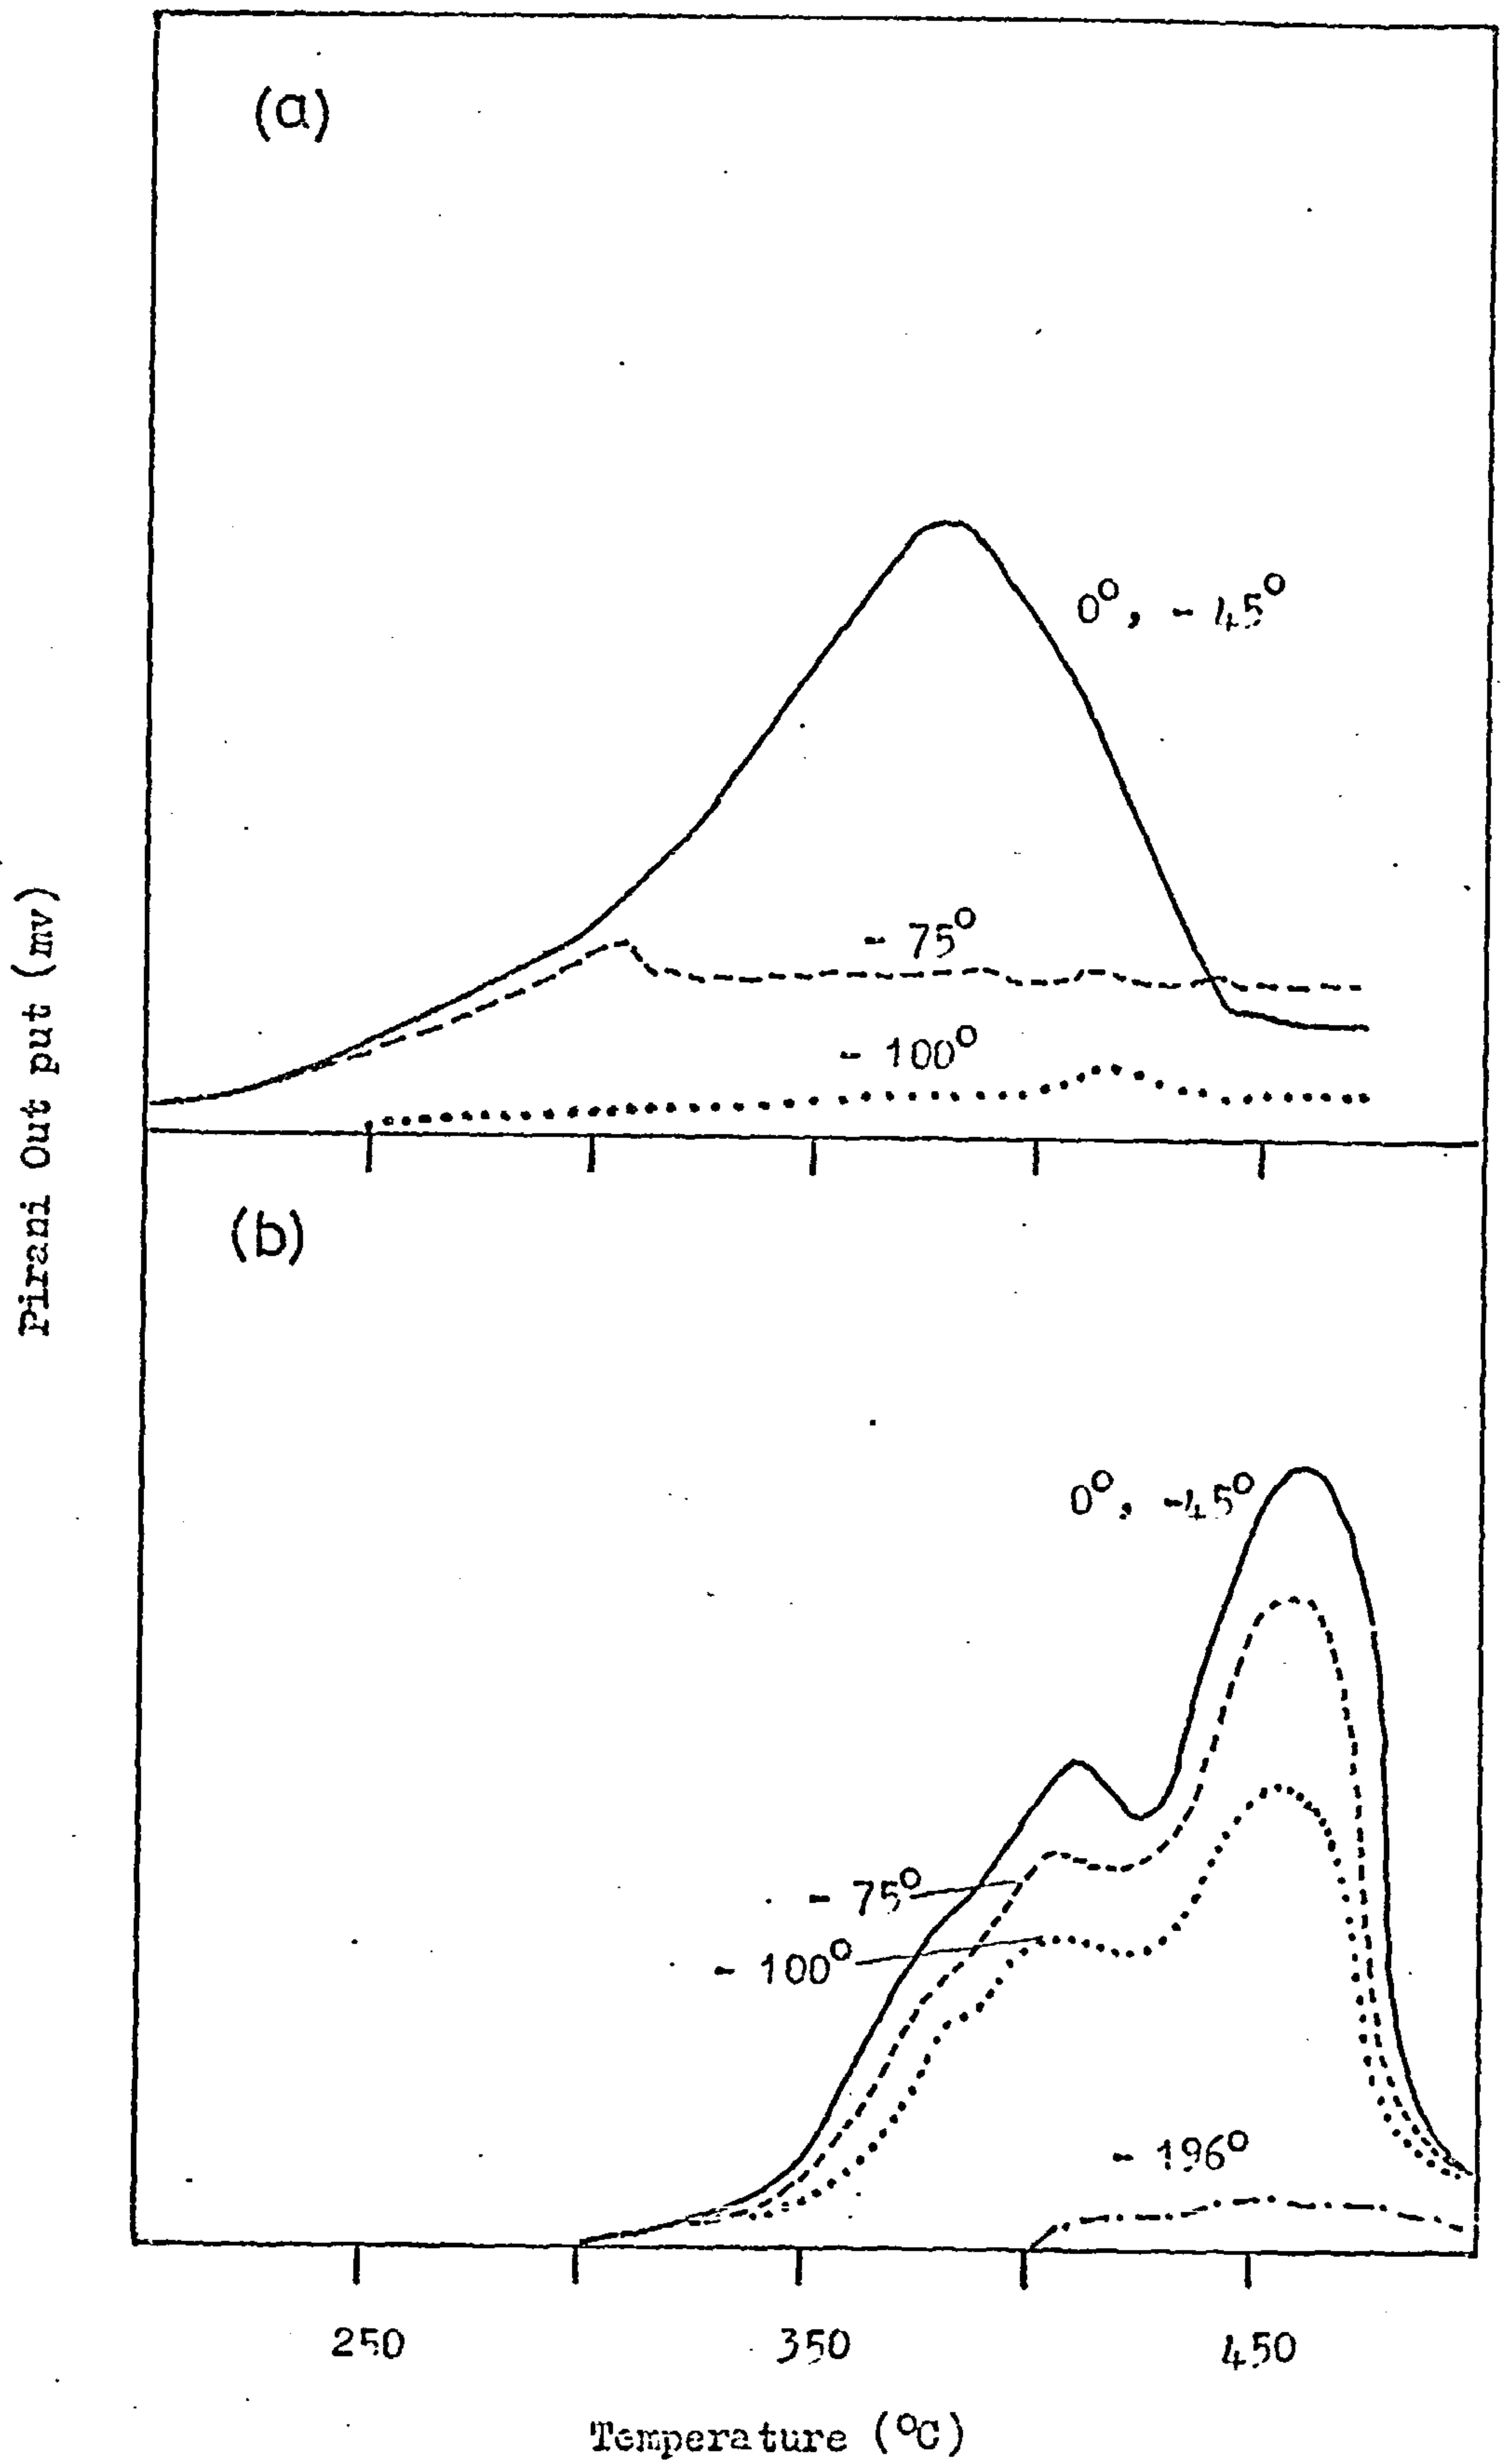 (a)
0°, - 45°
- 75°
- 100°
Pirani Out put (mv)
(b)
0°, -45°
- 75°
- 100°
- 196°
250 350 450
Temperature (°C)